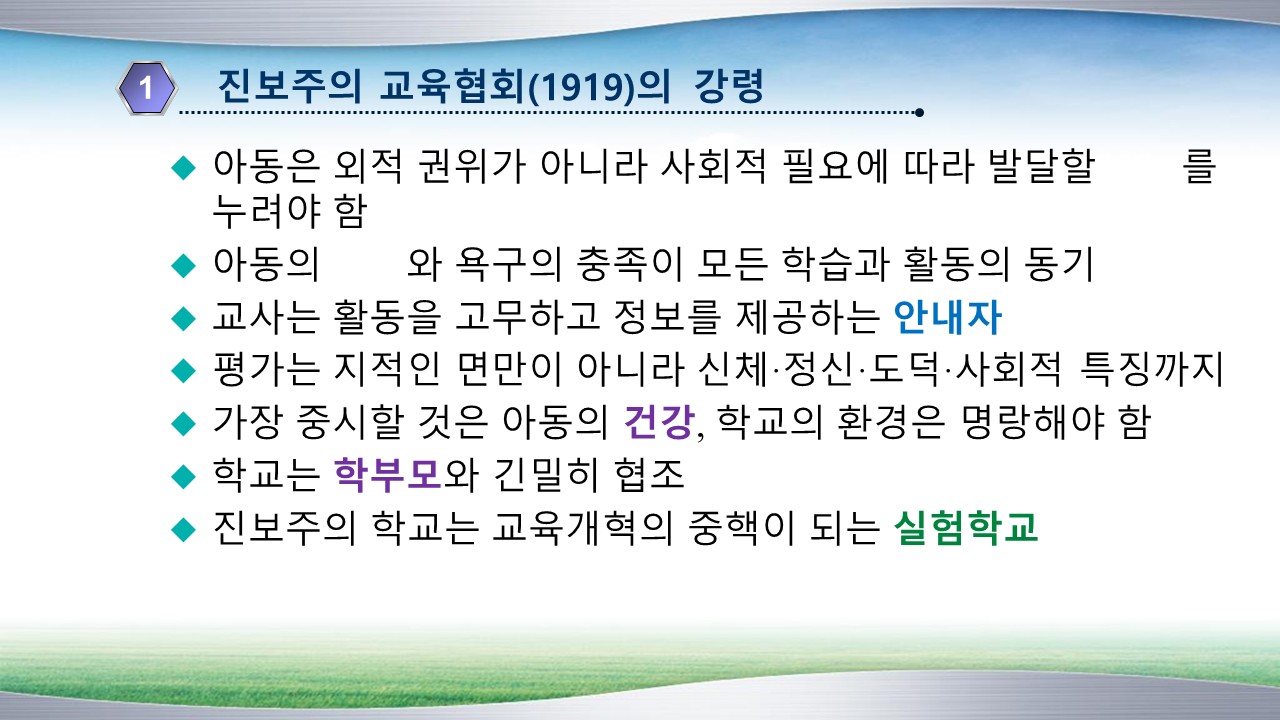 1 진보주의 교육협회(1919)의 강령
아동은 외적 권위가 아니라 사회적 필요에 따라 발달할 를
누려야 함
아동의 와 욕구의 충족이 모든 학습과 활동의 동기
교사는 활동을 고무하고 정보를 제공하는 안내자
평가는 지적인 면만이 아니라 신체·정신·도덕·사회적 특징까지
가장 중시할 것은 아동의 건강, 학교의 환경은 명랑해야 함
학교는 학부모와 긴밀히 협조
진보주의 학교는 교육개혁의 중핵이 되는 실험학교